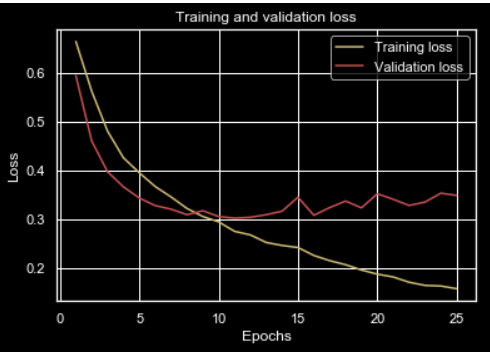 Training and validation loss
Training loss
Validation loss
0.6
0.5
0.4
0.3
0.2
Loss
0 5 10 15 20 25
Epochs